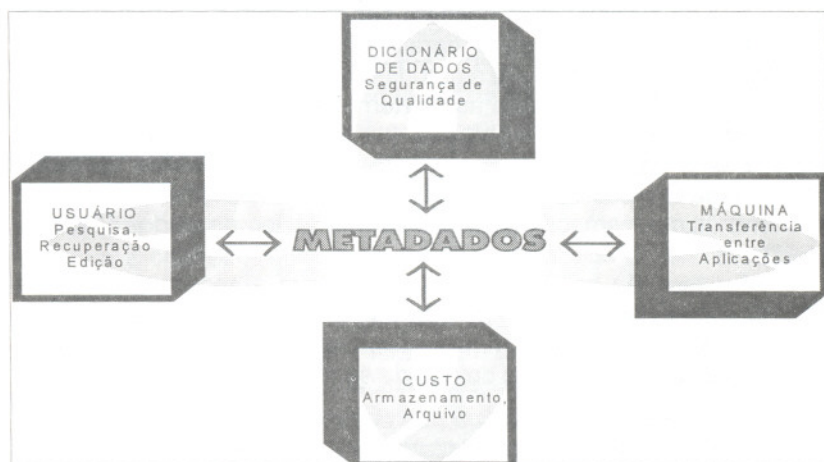 DICIONÁRIO
DE DADOS
Segurança de
Qualidade
USUÁRIO
Pesquisa,
Recuperação
Edição
METADADOS
MÁQUINA
Transferência
entre
Aplicações
CUSTO
Armazenamento,
Arquivo